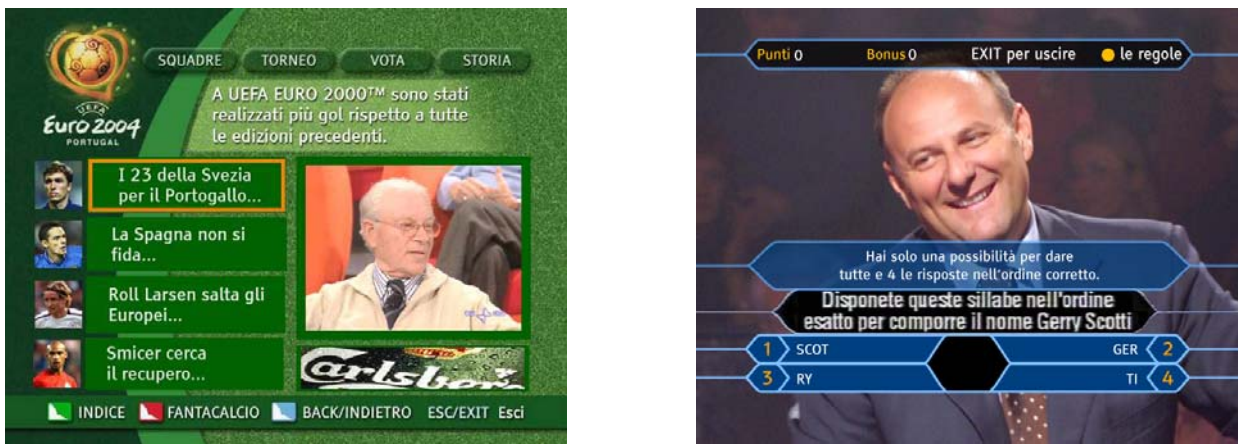 SQUADRE TORNEO VOTA STORIA
A UEFA EURO 2000™ sono stati
realizzati più gol rispetto a tutte
le edizioni precedenti.
UEFA
Euro2004
PORTUGAL
I 23 della Svezia
per il Portogallo...
La Spagna non si
fida...
Roll Larsen salta gli
Europei...
Smicer cerca
il recupero...
Carlsberg
INDICE FANTACALCIO BACK/INDIETRO ESC/EXIT Esci
Punti 0 Bonus 0 EXIT per uscire le regole
Hai solo una possibilità per dare
tutte e 4 le risposte nell'ordine corretto.
Disponete queste sillabe nell'ordine
esatto per comporre il nome Gerry Scotti
1 SCOT GER 2
3 RY TI 4